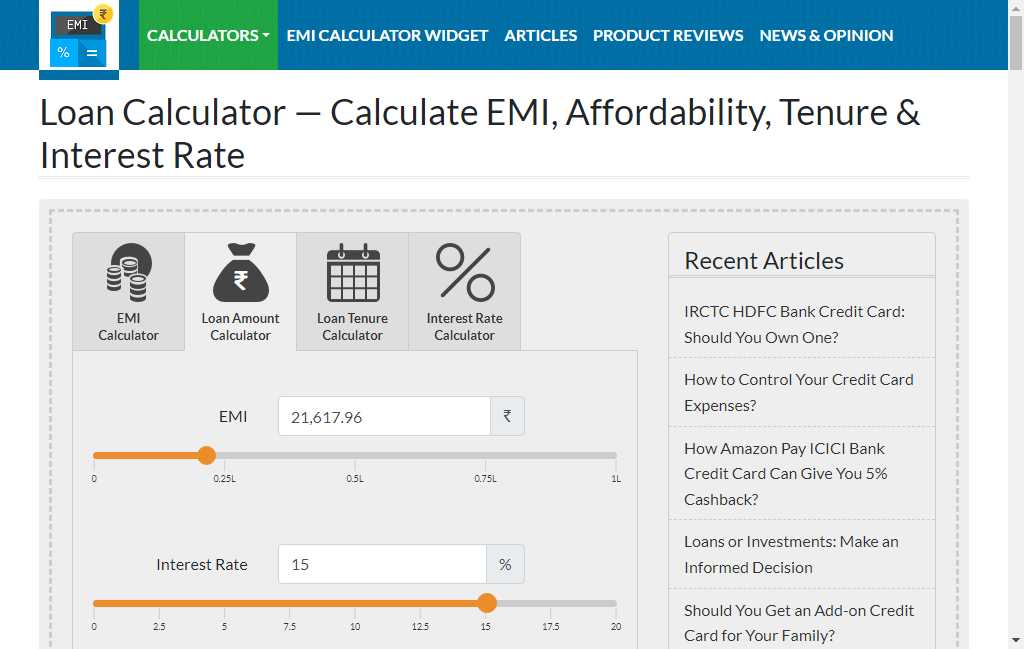 EMI ₹
% =
CALCULATORS EMI CALCULATOR WIDGET ARTICLES PRODUCT REVIEWS NEWS & OPINION
Loan Calculator — Calculate EMI, Affordability, Tenure &
Interest Rate
EMI
Calculator
₹
Loan Amount
Calculator
Loan Tenure
Calculator
%
Interest Rate
Calculator
EMI 21,617.96 ₹
0 0.25L 0.5L 0.75L 1L
Interest Rate 15 %
0 2.5 5 7.5 10 12.5 15 17.5 20
Recent Articles
IRCTC HDFC Bank Credit Card:
Should You Own One?
How to Control Your Credit Card
Expenses?
How Amazon Pay ICICI Bank
Credit Card Can Give You 5%
Cashback?
Loans or Investments: Make an
Informed Decision
Should You Get an Add-on Credit
Card for Your Family?